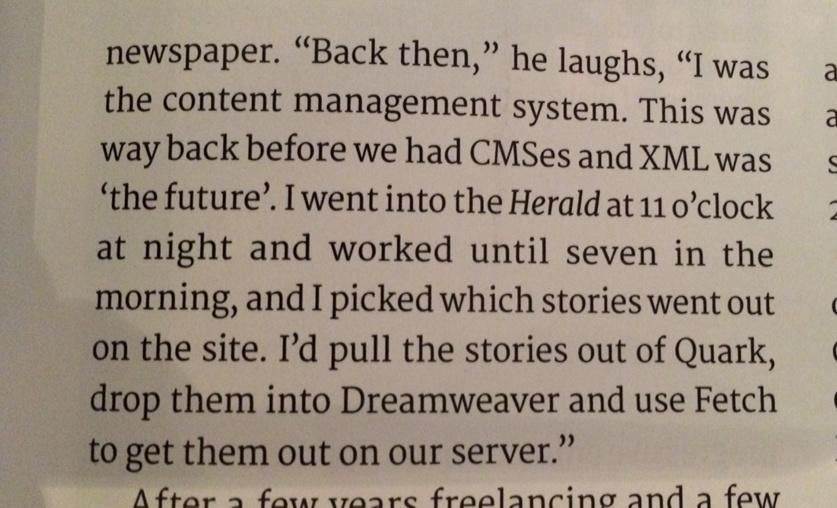 newspaper. “Back then,” he laughs, “I was
the content management system. This was
way back before we had CMSes and XML was
‘the future’. I went into the Herald at 11 o’clock
at night and worked until seven in the
morning, and I picked which stories went out
on the site. I’d pull the stories out of Quark,
drop them into Dreamweaver and use Fetch
to get them out on our server.”
After a few years freelancing and a few